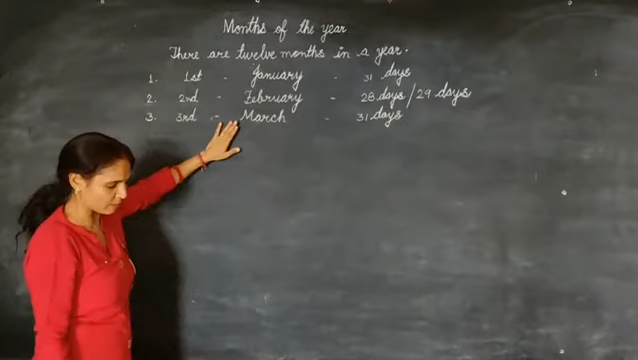 Months of the year
There are twelve months in a year.
1. 1st - January - 31 days
2. 2nd - February - 28 days / 29 days
3. 3rd - March - 31 days